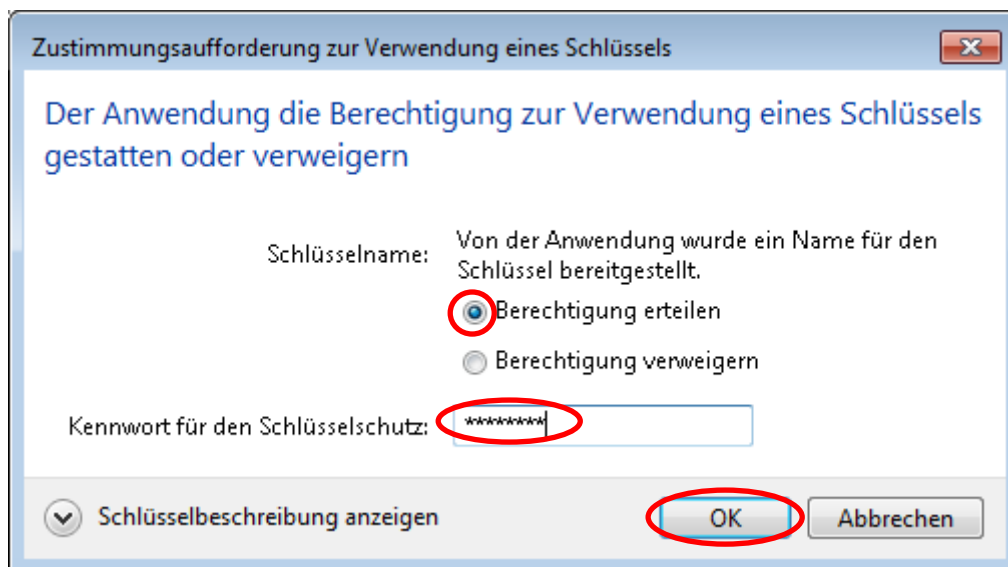 Zustimmungsaufforderung zur Verwendung eines Schlüssels
Der Anwendung die Berechtigung zur Verwendung eines Schlüssels
gestatten oder verweigern
Schlüsselname:
Von der Anwendung wurde ein Name für den
Schlüssel bereitgestellt.
Berechtigung erteilen
Berechtigung verweigern
Kennwort für den Schlüsselschutz: ********
Schlüsselbeschreibung anzeigen
OK
Abbrechen